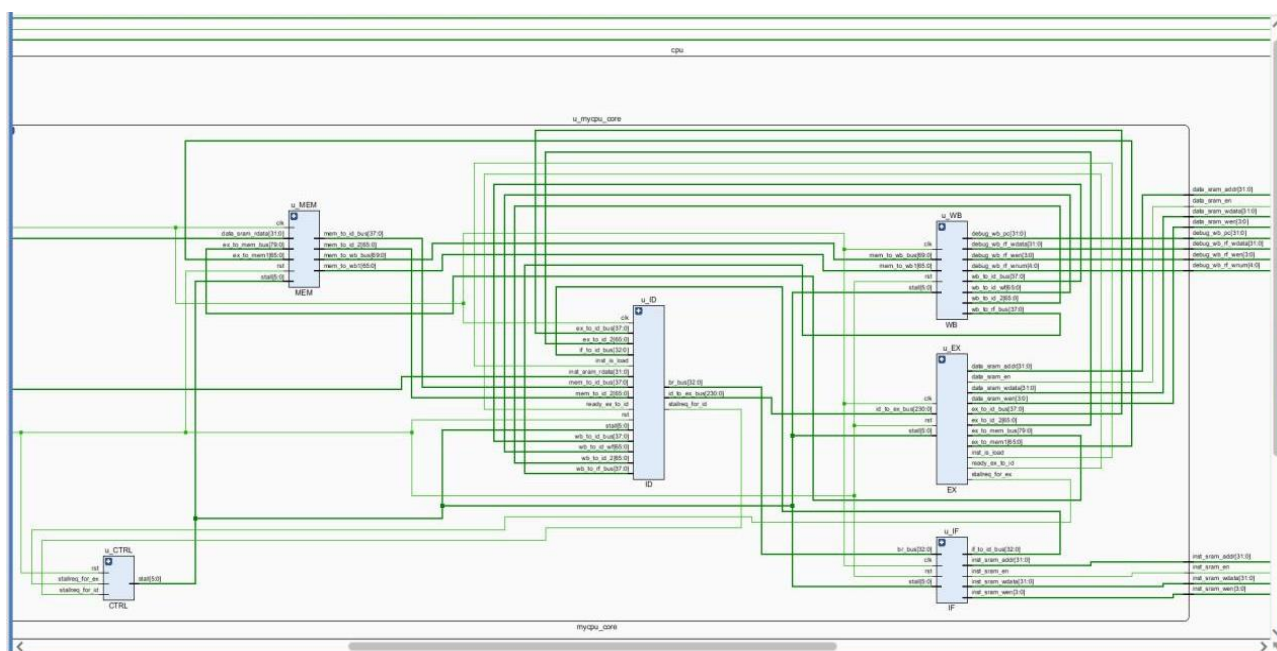 cpu
u_mycpu_core
u_MEM
clk
data_sram_rdata[31:0]
ex_to_mem_bus[79:0]
ex_to_mem1[65:0]
rst
stall[5:0]
mem_to_id_bus[37:0]
mem_to_id_2[65:0]
mem_to_wb_bus[69:0]
mem_to_wb1[65:0]
MEM
u_ID
clk
ex_to_id_bus[37:0]
ex_to_id_2[65:0]
if_to_id_bus[32:0]
inst_is_load
inst_sram_rdata[31:0]
mem_to_id_bus[37:0]
mem_to_id_2[65:0]
ready_ex_to_id
rst
stall[5:0]
wb_to_id_bus[37:0]
wb_to_id_wf[65:0]
wb_to_id_2[65:0]
wb_to_rf_bus[37:0]
br_bus[32:0]
id_to_ex_bus[230:0]
stallreq_for_id
ID
u_WB
clk
mem_to_wb_bus[69:0]
mem_to_wb1[65:0]
rst
stall[5:0]
debug_wb_pc[31:0]
debug_wb_rf_wdata[31:0]
debug_wb_rf_wen[3:0]
debug_wb_rf_wnum[4:0]
wb_to_id_bus[37:0]
wb_to_id_wf[65:0]
wb_to_id_2[65:0]
wb_to_rf_bus[37:0]
WB
u_EX
clk
id_to_ex_bus[230:0]
rst
stall[5:0]
data_sram_addr[31:0]
data_sram_en
data_sram_wdata[31:0]
data_sram_wen[3:0]
ex_to_id_bus[37:0]
ex_to_id_2[65:0]
ex_to_mem_bus[79:0]
ex_to_mem1[65:0]
inst_is_load
ready_ex_to_id
stallreq_for_ex
EX
u_IF
br_bus[32:0]
clk
rst
stall[5:0]
if_to_id_bus[32:0]
inst_sram_addr[31:0]
inst_sram_en
inst_sram_wdata[31:0]
inst_sram_wen[3:0]
IF
u_CTRL
rst
stallreq_for_ex
stallreq_for_id
stall[5:0]
CTRL
data_sram_addr[31:0]
data_sram_en
data_sram_wdata[31:0]
data_sram_wen[3:0]
debug_wb_pc[31:0]
debug_wb_rf_wdata[31:0]
debug_wb_rf_wen[3:0]
debug_wb_rf_wnum[4:0]
inst_sram_addr[31:0]
inst_sram_en
inst_sram_wdata[31:0]
inst_sram_wen[3:0]
mycpu_core